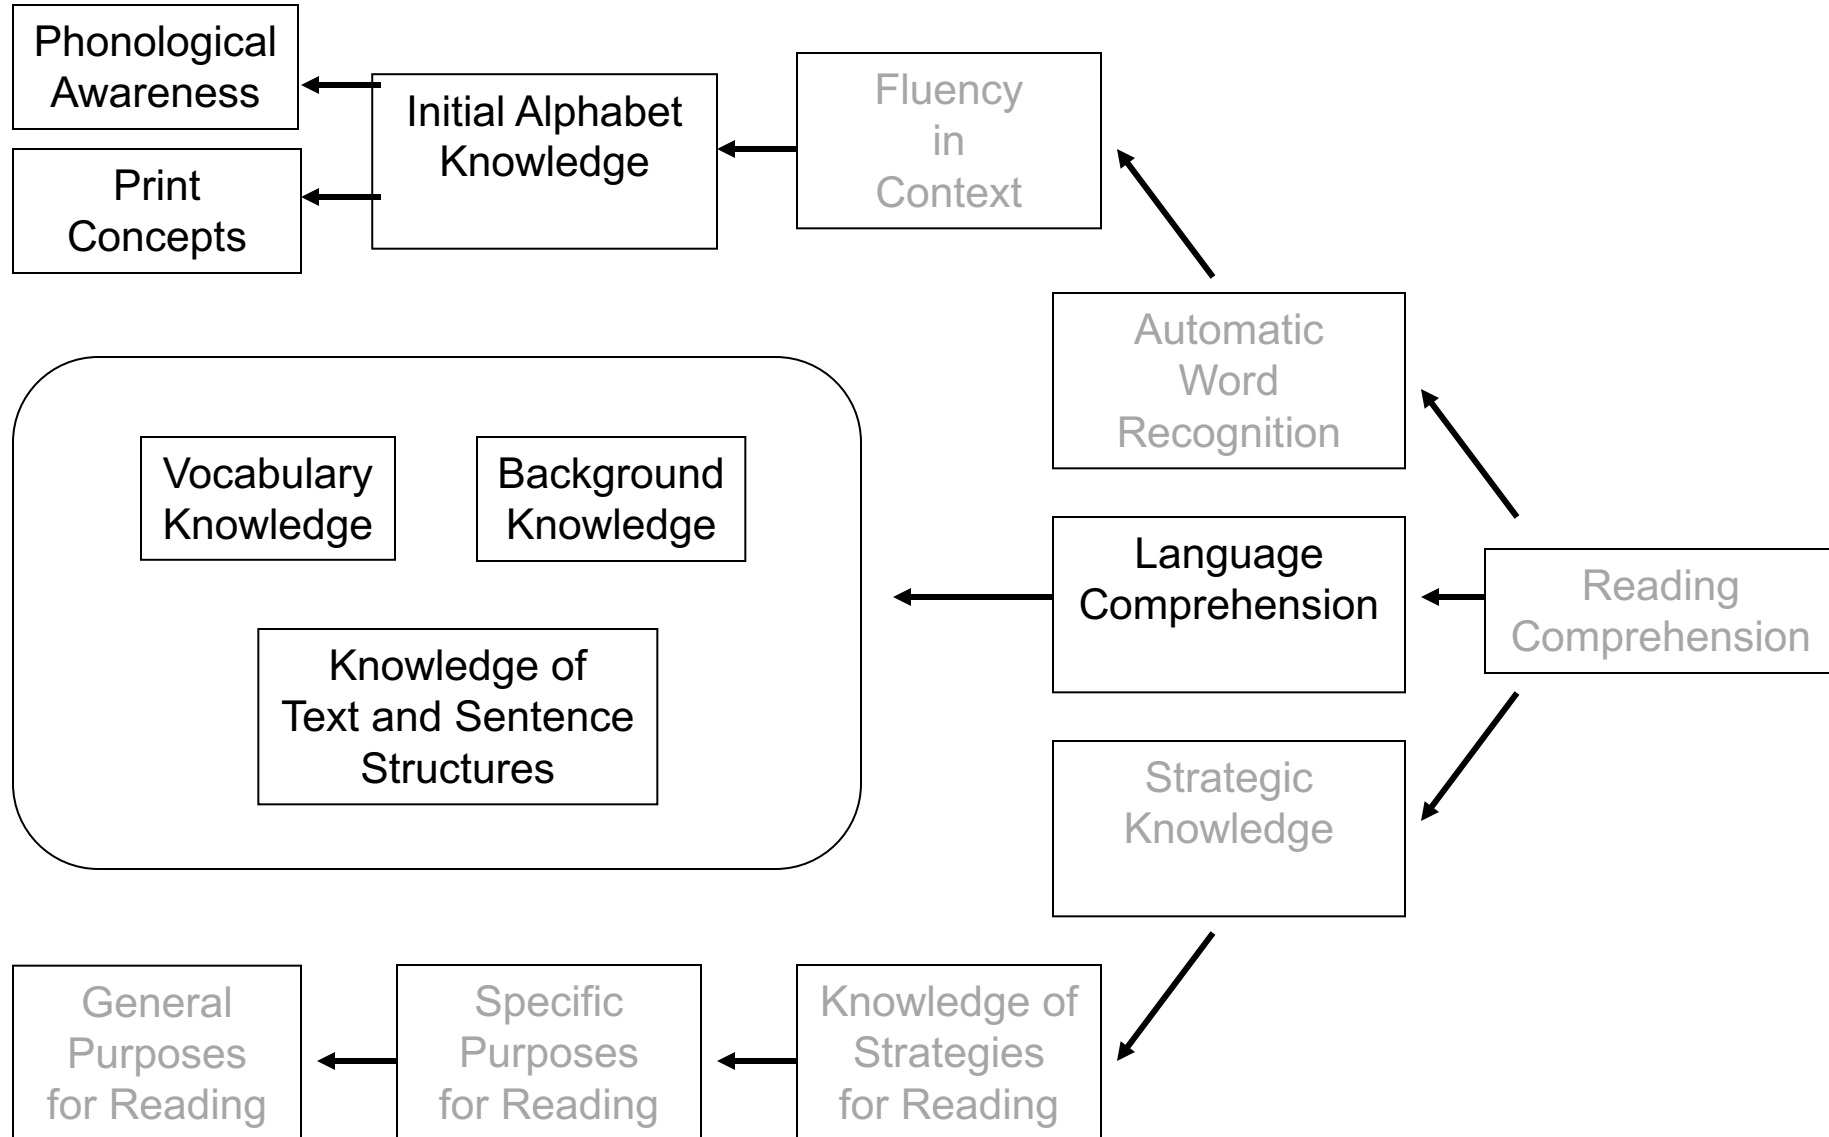 Phonological
Awareness
Print
Concepts
Initial Alphabet
Knowledge
Fluency
in
Context
Automatic
Word
Recognition
Vocabulary
Knowledge
Background
Knowledge
Knowledge of
Text and Sentence
Structures
Language
Comprehension
Reading
Comprehension
Strategic
Knowledge
General
Purposes
for Reading
Specific
Purposes
for Reading
Knowledge of
Strategies
for Reading